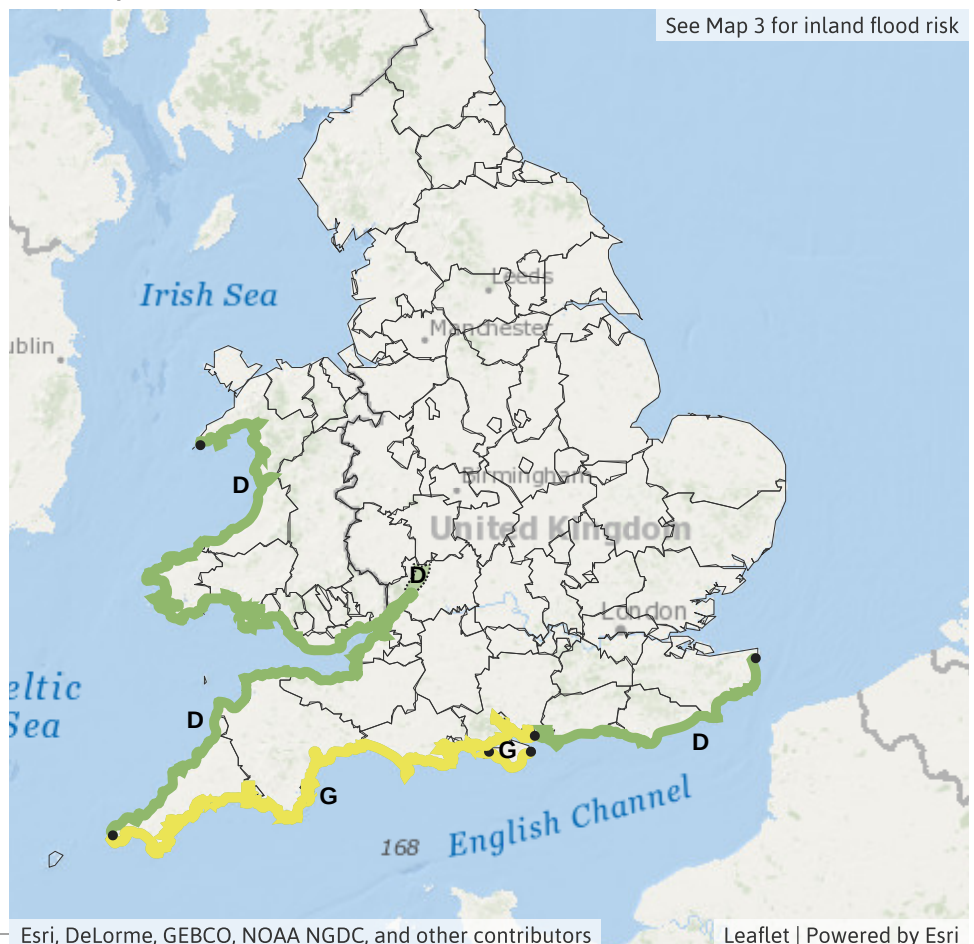 See Map 3 for inland flood risk
Leeds
Irish Sea
Manchester
ublin
Birmingham
D
United Kingdom
D
London
eltic
Sea
D
D
G
G
English Channel
168
Esri, DeLorme, GEBCO, NOAA NGDC, and other contributors
Leaflet | Powered by Esri